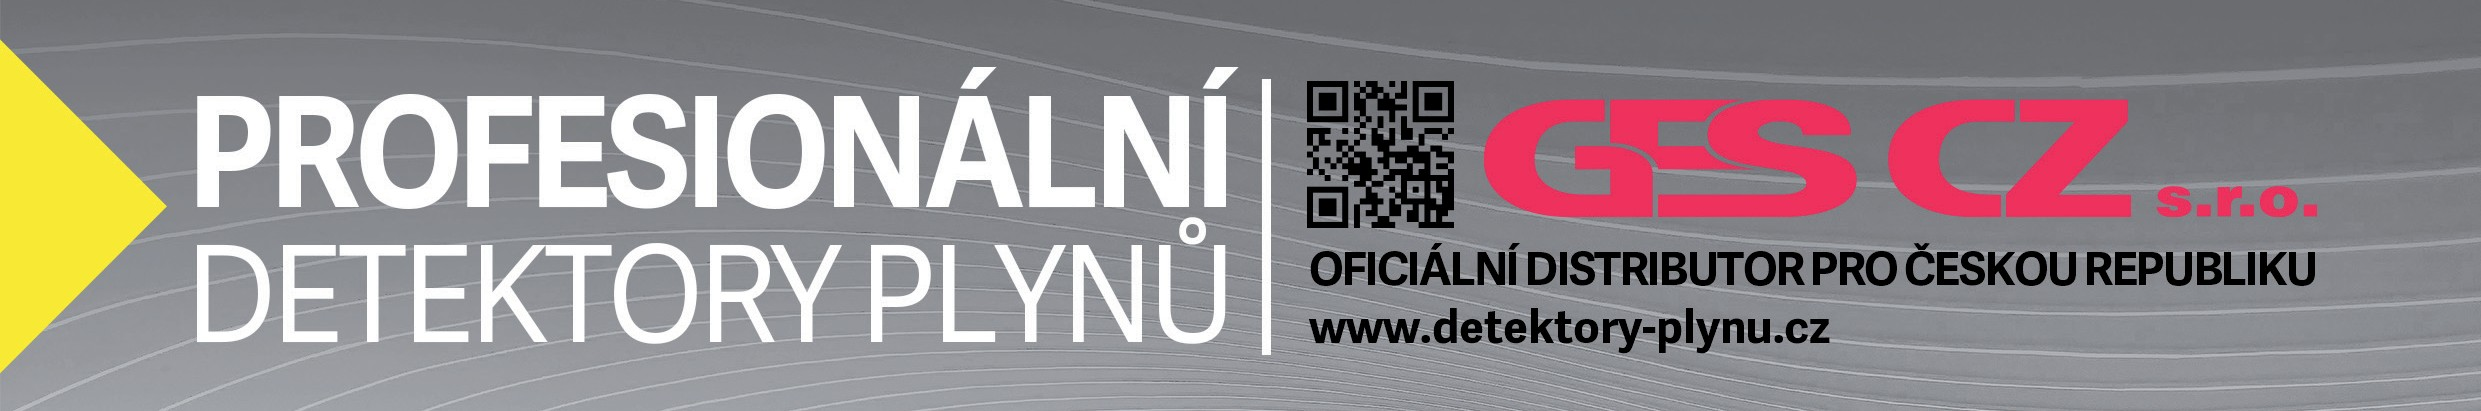 PROFESIONÁLNÍ
DETEKTORY PLYNŮ
GES CZ s.r.o.
OFICIÁLNÍ DISTRIBUTOR PRO ČESKOU REPUBLIKU
www.detektory-plynu.cz